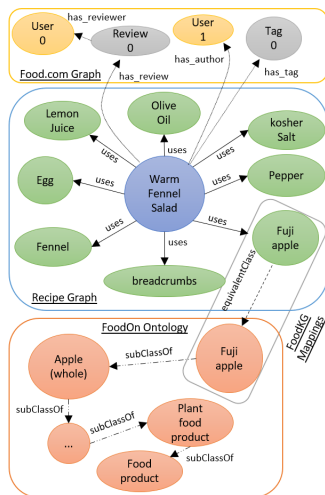 User
0
has_reviewer
Review
0
User
1
Tag
0
has_author
has_tag
Food.com Graph
has_review
Lemon
Juice
Olive
Oil
kosher
Salt
uses
uses
uses
Egg
uses
Warm
Fennel
Salad
uses
Pepper
Fennel
uses
uses
uses
Fuji
apple
breadcrumbs
Recipe Graph
equivalentClass
FoodKG
Mappings
FoodOn Ontology
Apple
(whole)
subClassOf
Fuji
apple
subClassOf
...
subClassOf
Plant
food
product
subClassOf
Food
product